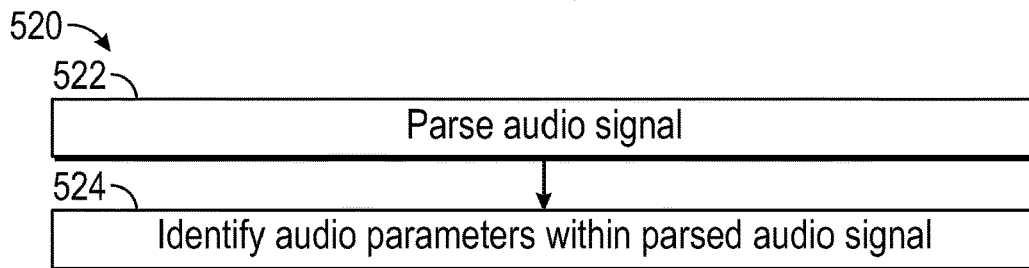 520
522
Parse audio signal
524
Identify audio parameters within parsed audio signal